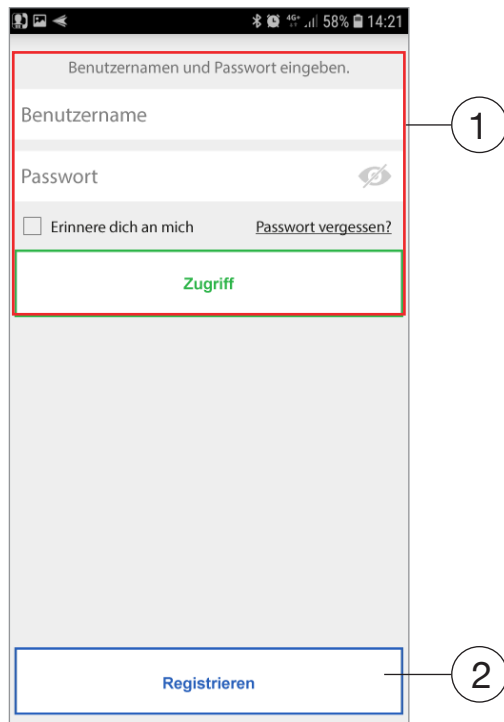 4G+ 58% 14:21
Benutzernamen und Passwort eingeben.
Benutzername
1
Passwort
Erinnere dich an mich Passwort vergessen?
Zugriff
Registrieren
2